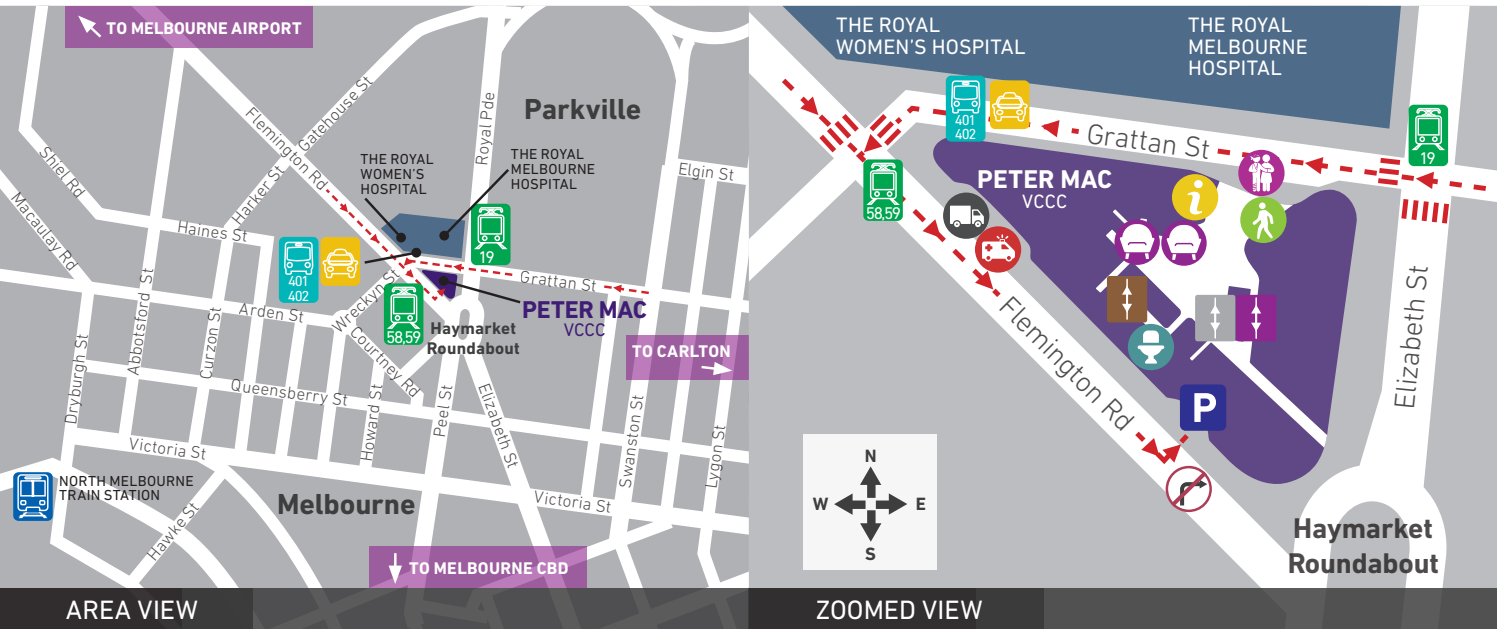 TO MELBOURNE AIRPORT
Parkville
Flemington Rd
Gatehouse St
Royal Pde
THE ROYAL
WOMEN'S
HOSPITAL
THE ROYAL
MELBOURNE
HOSPITAL
Elgin St
Shiel Rd
Harker St
Macaulay Rd
Haines St
19
401
402
Grattan St
Abbotsford St
Wreckyn St
PETER MAC
VCCC
Arden St
58,59
Haymarket
Roundabout
Curzon St
Courtney Rd
TO CARLTON
Dryburgh St
Queensberry St
Howard St
Peel St
Elizabeth St
Swanston St
Lygon St
Victoria St
NORTH MELBOURNE
TRAIN STATION
Melbourne
Victoria St
Hawke St
TO MELBOURNE CBD
AREA VIEW
THE ROYAL
WOMEN'S HOSPITAL
THE ROYAL
MELBOURNE
HOSPITAL
401
402
Grattan St
19
PETER MAC
VCCC
i
58,59
Elizabeth St
Flemington Rd
P
N
W E
S
Haymarket
Roundabout
ZOOMED VIEW